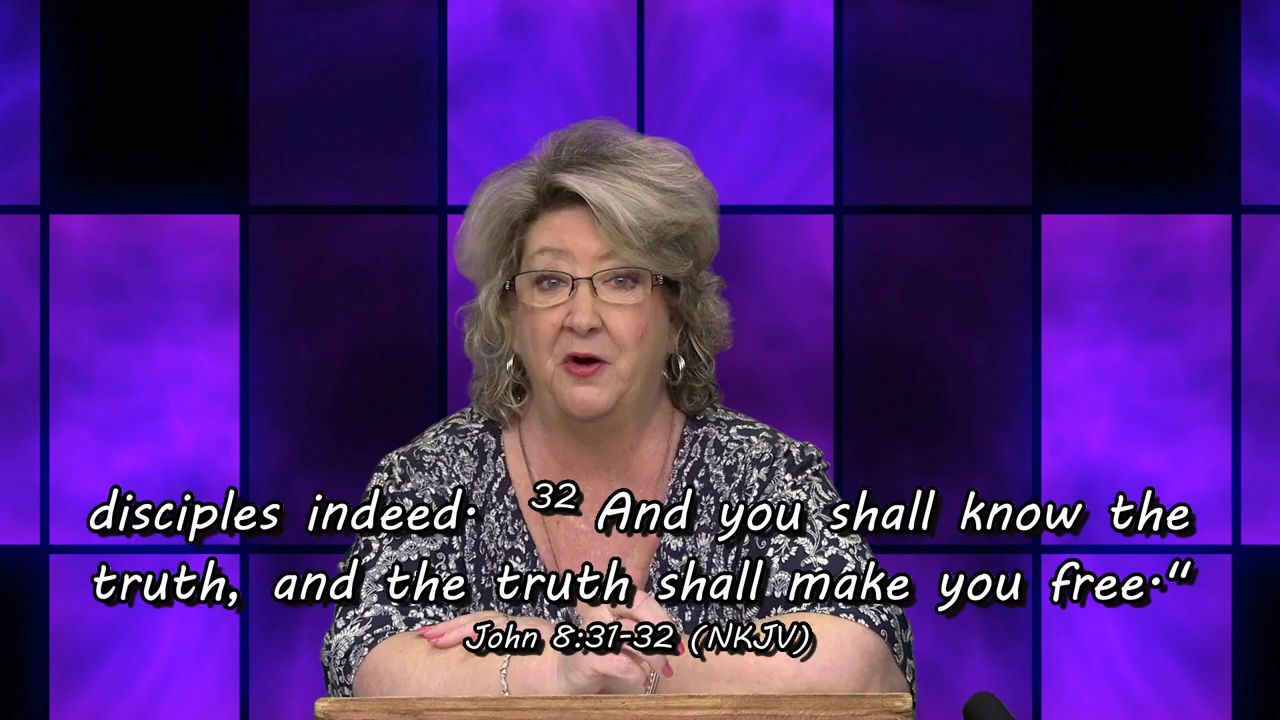 disciples indeed. 32 And you shall know the
truth, and the truth shall make you free.“
John 8:31-32 (NKJV)